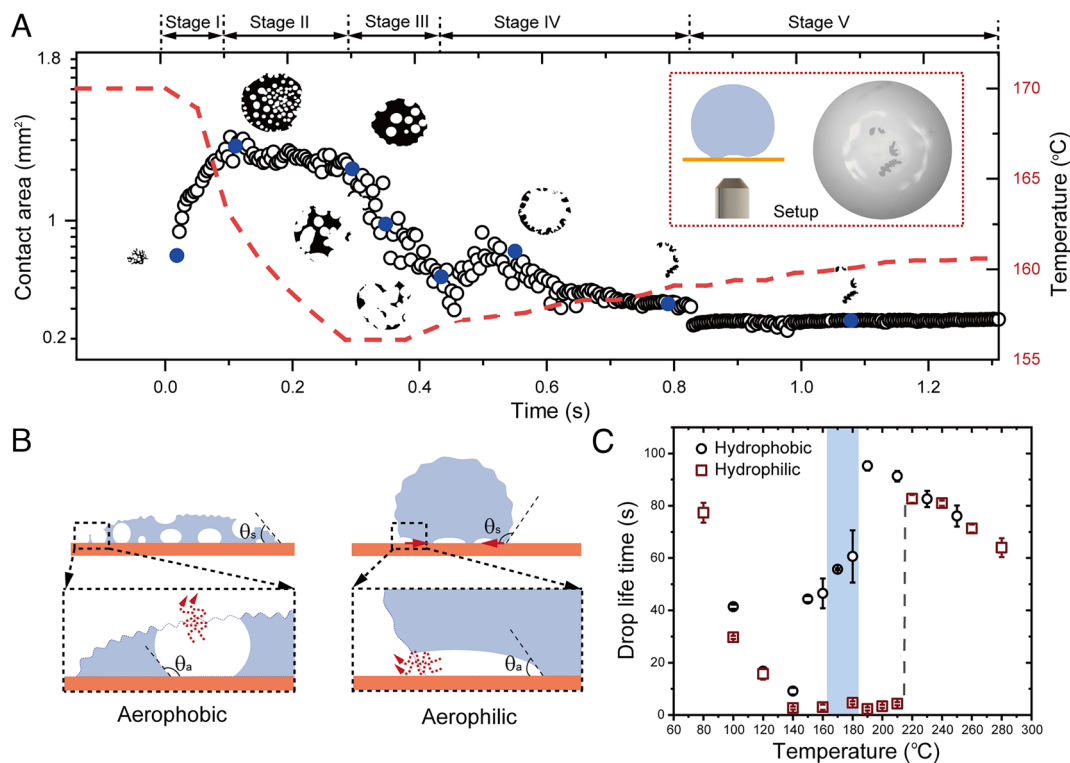 A
Stage I
Stage II
Stage III
Stage IV
Stage V
1.8
1
0.2
Contact area (mm²)
170
165
160
155
Temperature (°C)
Setup
0.0
0.2
0.4
0.6
0.8
1.0
1.2
Time (s)
B
θs
θs
θa
θa
Aerophobic
Aerophilic
C
Hydrophobic
Hydrophilic
100
80
60
40
20
0
Drop life time (s)
60 80 100 120 140 160 180 200 220 240 260 280 300
Temperature (°C)